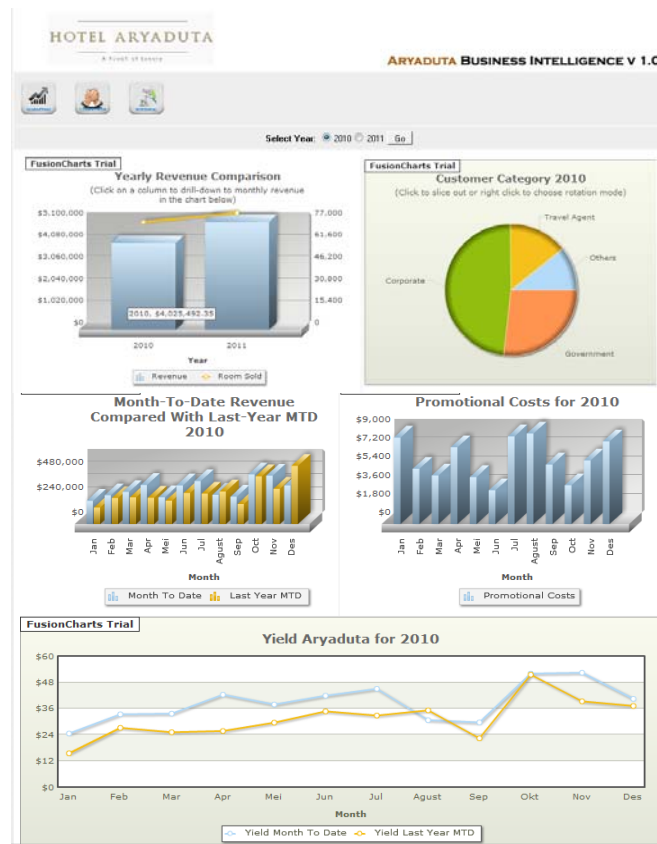 HOTEL ARYADUTA
ARYADUTA BUSINESS INTELLIGENCE V 1.0
Select Year: 2010 2011 Go
FusionCharts Trial
Yearly Revenue Comparison
(Click on a column to drill-down to monthly revenue
in the chart below)
$5,100,000
$4,080,000
$3,060,000
$2,040,000
$1,020,000
$0
77,000
61,600
46,200
30,800
15,400
0
2010, $4,025,492.35
2010 2011
Year
Revenue Room Sold
FusionCharts Trial
Customer Category 2010
(Click to slice out or right click to choose rotation mode)
Travel Agent
Others
Corporate
Government
Month-To-Date Revenue
Compared With Last-Year MTD
2010
$480,000
$240,000
$0
Jan Feb Mar Apr Mei Jun Jul Agust Sep Oct Nov Des
Month
Month To Date Last Year MTD
Promotional Costs for 2010
$9,000
$7,200
$5,400
$3,600
$1,800
$0
Jan Feb Mar Apr Mei Jun Jul Agust Sep Oct Nov Des
Month
Promotional Costs
FusionCharts Trial
Yield Aryaduta for 2010
$60
$48
$36
$24
$12
$0
Jan Feb Mar Apr Mei Jun Jul Agust Sep Okt Nov Des
Month
Yield Month To Date Yield Last Year MTD